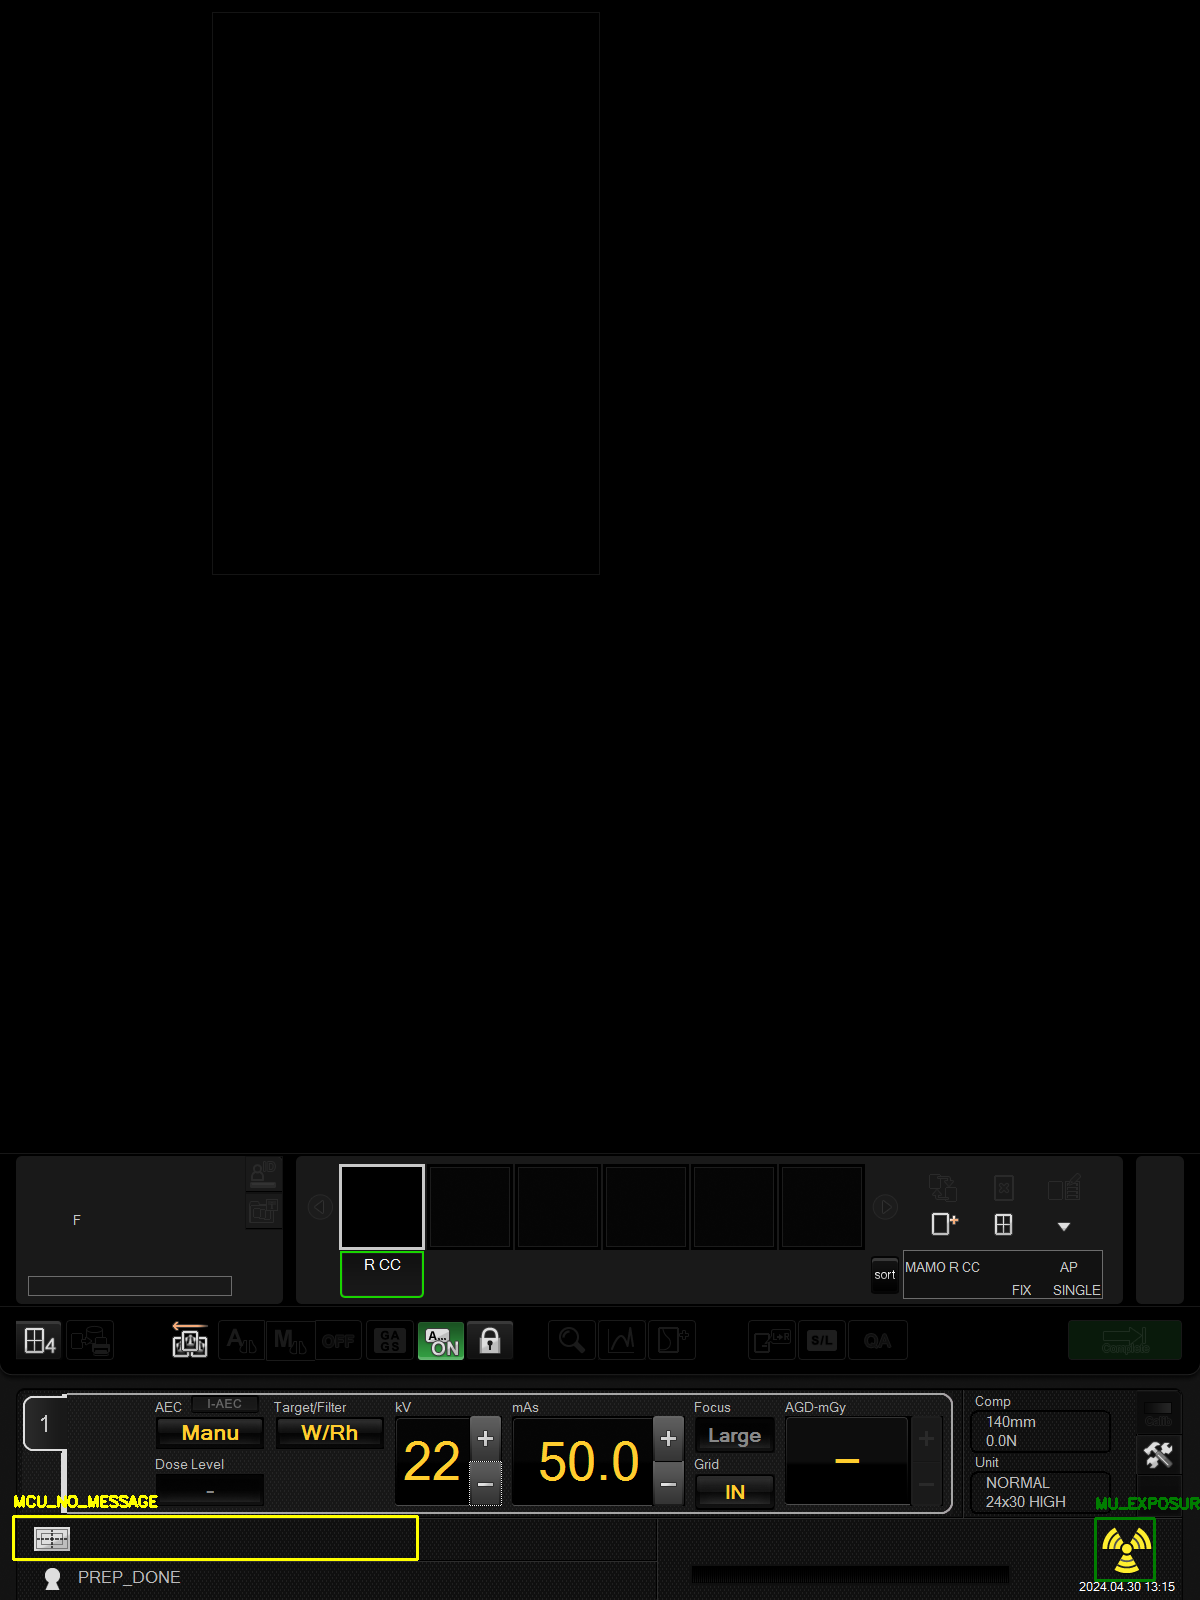 F
R CC
sort
MAMO R CC AP
FIX SINGLE
4
A
M
OFF
GA
GS
A...
ON
L+R
S/L
QA
Complete
1
AEC I-AEC
Manu
Target/Filter
W/Rh
Dose Level
-
kV
22
+
-
mAs
50.0
+
-
Focus
Large
Grid
IN
AGD-mGy
-
+
-
Comp
140mm
0.0N
Unit
NORMAL
24x30 HIGH
MCU_NO_MESSAGE
MU_EXPOSUR
PREP_DONE
2024.04.30 13:15